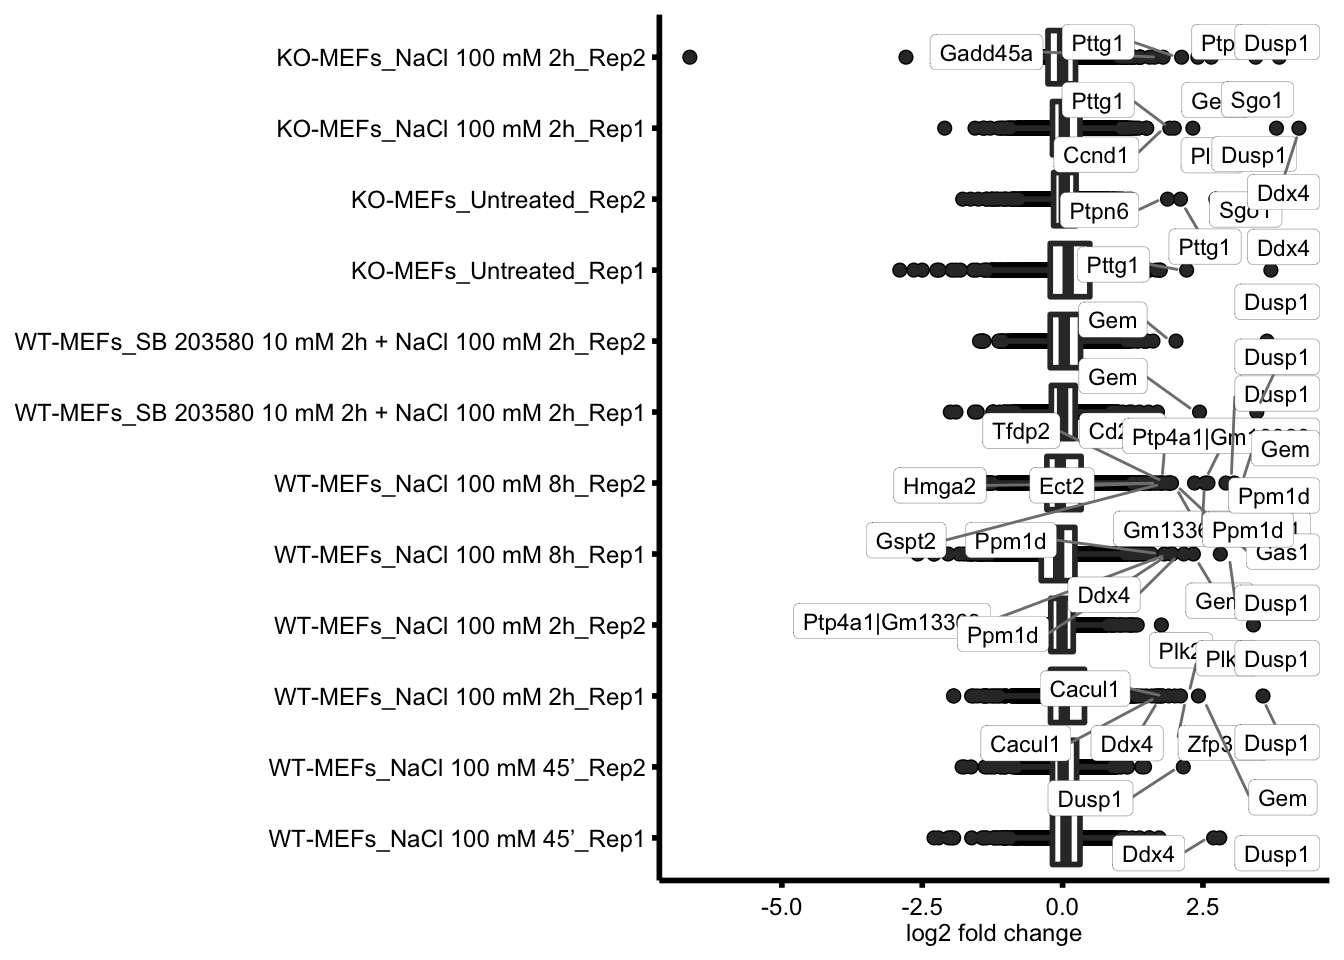 KO-MEFs_NaCl 100 mM 2h_Rep2
Gadd45a
Pttg1
Dusp1
KO-MEFs_NaCl 100 mM 2h_Rep1
Pttg1
Sgo1
Ccnd1
Dusp1
KO-MEFs_Untreated_Rep2
Ptpn6
Sgo1
Ddx4
KO-MEFs_Untreated_Rep1
Pttg1
Pttg1
Ddx4
Dusp1
WT-MEFs_SB 203580 10 mM 2h + NaCl 100 mM 2h_Rep2
Gem
Dusp1
WT-MEFs_SB 203580 10 mM 2h + NaCl 100 mM 2h_Rep1
Gem
Dusp1
Tfdp2
Gem
WT-MEFs_NaCl 100 mM 8h_Rep2
Hmga2
Ect2
Ppm1d
WT-MEFs_NaCl 100 mM 8h_Rep1
Gspt2
Ppm1d
Ppm1d
Gas1
WT-MEFs_NaCl 100 mM 2h_Rep2
Ddx4
Gem
Dusp1
Ppm1d
WT-MEFs_NaCl 100 mM 2h_Rep1
Plk2
Dusp1
Cacul1
WT-MEFs_NaCl 100 mM 45’_Rep2
Cacul1
Ddx4
Dusp1
Dusp1
Gem
WT-MEFs_NaCl 100 mM 45’_Rep1
Ddx4
Dusp1
-5.0
-2.5
0.0
2.5
log2 fold change